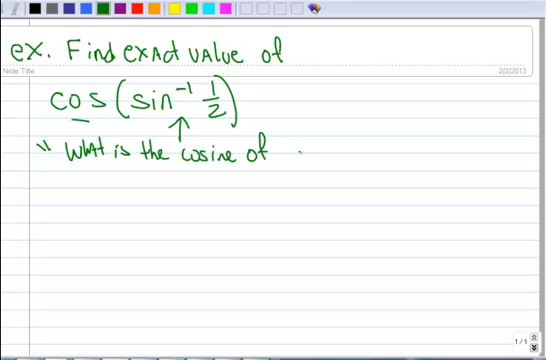 ex. Find exact value of
Note Title
2/2/2013
cos(sin⁻¹ 1/2)
" What is the cosine of
1/1